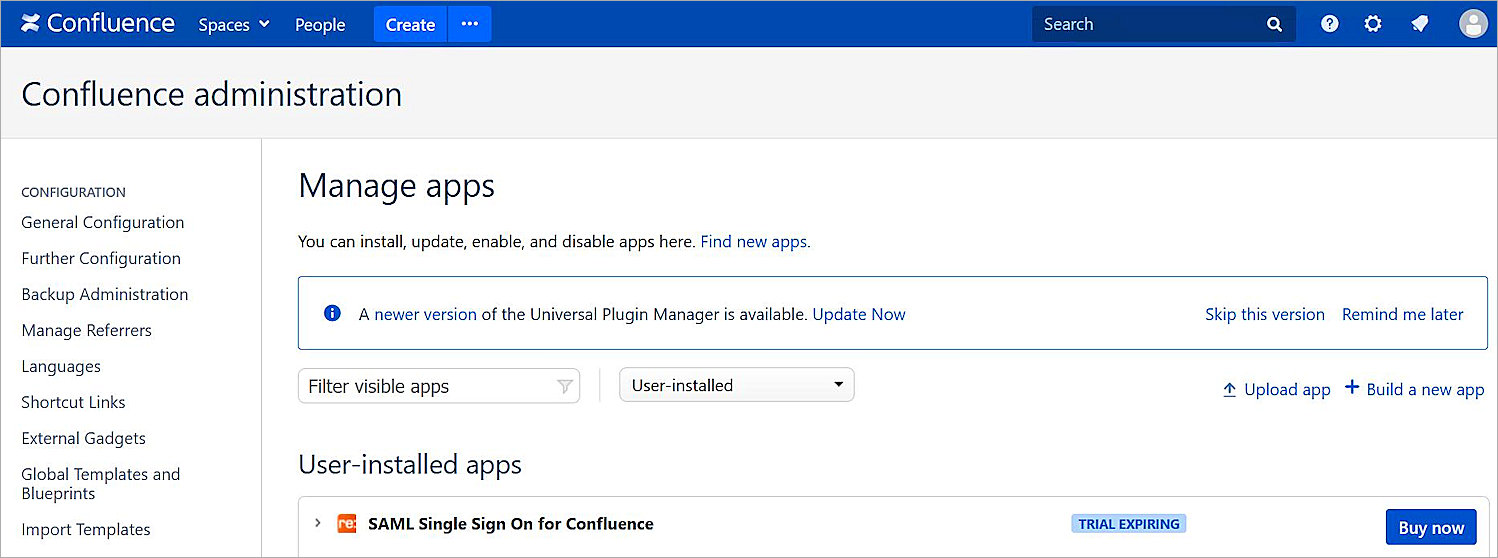 Confluence Spaces People Create ... Search
Confluence administration
CONFIGURATION
General Configuration
Further Configuration
Backup Administration
Manage Referrers
Languages
Shortcut Links
External Gadgets
Global Templates and
Blueprints
Import Templates
Manage apps
You can install, update, enable, and disable apps here. Find new apps.
A newer version of the Universal Plugin Manager is available. Update Now Skip this version Remind me later
Filter visible apps User-installed Upload app Build a new app
User-installed apps
re: SAML Single Sign On for Confluence TRIAL EXPIRING Buy now